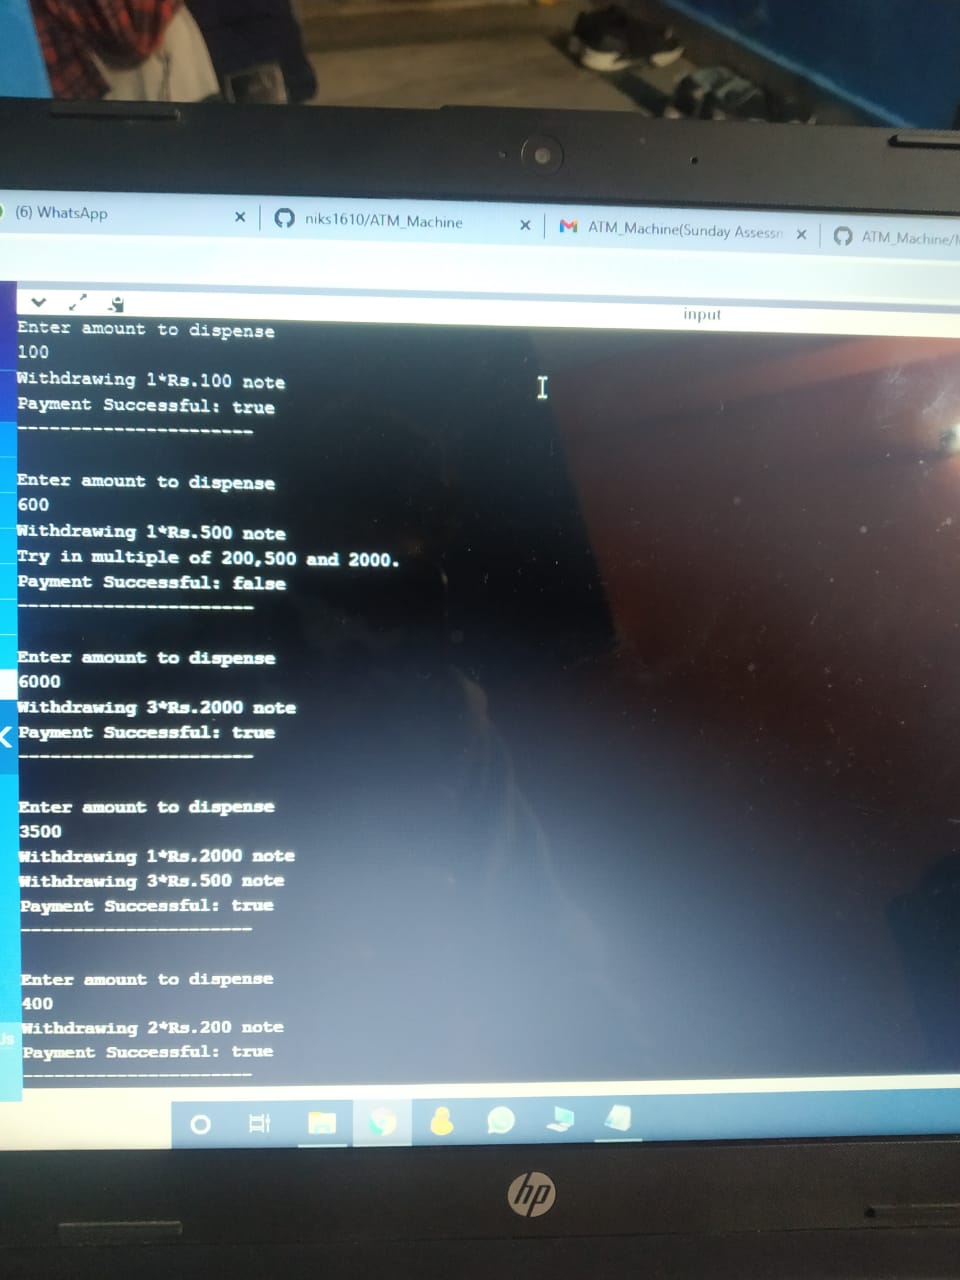 (6) WhatsApp
niks1610/ATM_Machine
ATM_Machine(Sunday Assessm
ATM_Machine/M
input
Enter amount to dispense
100
Withdrawing 1*Rs.100 note
Payment Successful: true
----------------------
Enter amount to dispense
600
Withdrawing 1*Rs.500 note
Try in multiple of 200,500 and 2000.
Payment Successful: false
----------------------
Enter amount to dispense
6000
Withdrawing 3*Rs.2000 note
Payment Successful: true
----------------------
Enter amount to dispense
3500
Withdrawing 1*Rs.2000 note
Withdrawing 3*Rs.500 note
Payment Successful: true
----------------------
Enter amount to dispense
400
Withdrawing 2*Rs.200 note
Payment Successful: true
----------------------
hp